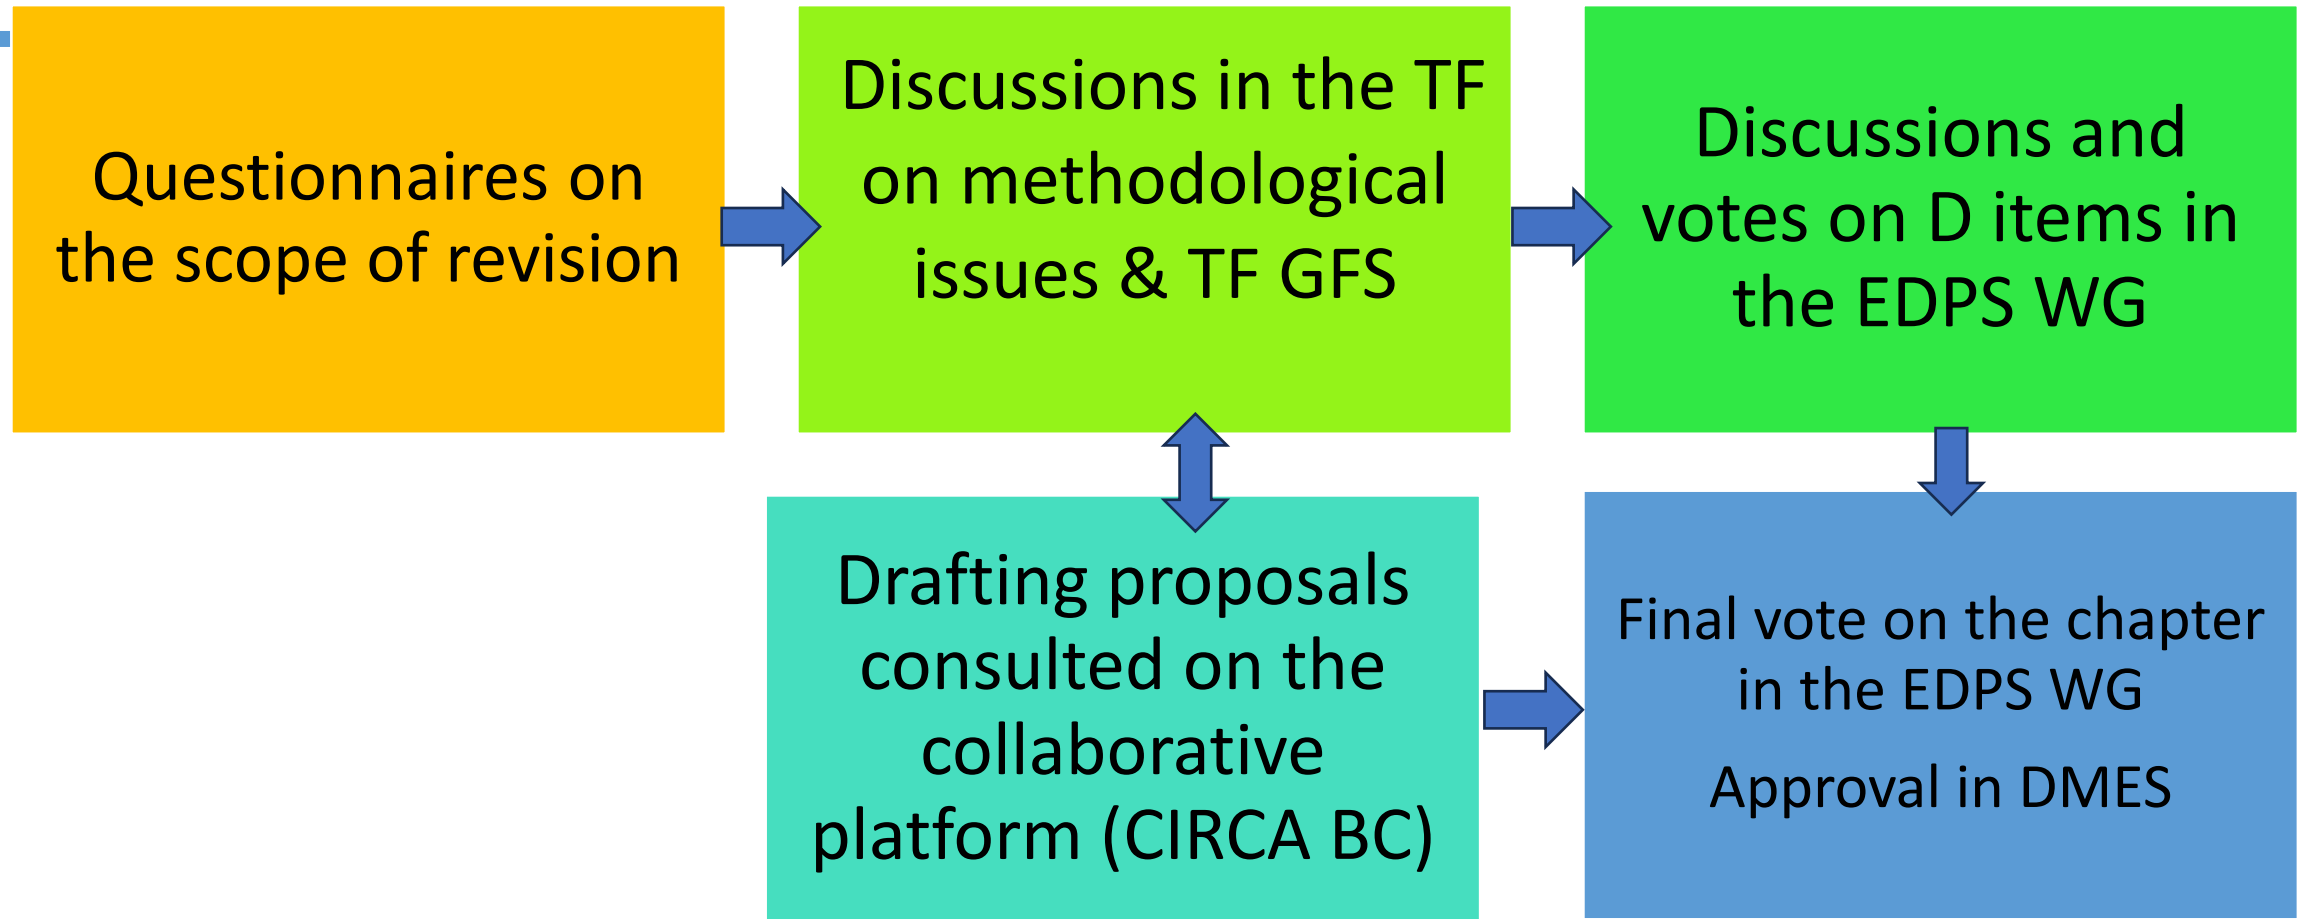 Questionnaires on
the scope of revision
Discussions in the TF
on methodological
issues & TF GFS
Discussions and
votes on D items in
the EDPS WG
Drafting proposals
consulted on the
collaborative
platform (CIRCA BC)
Final vote on the chapter
in the EDPS WG
Approval in DMES